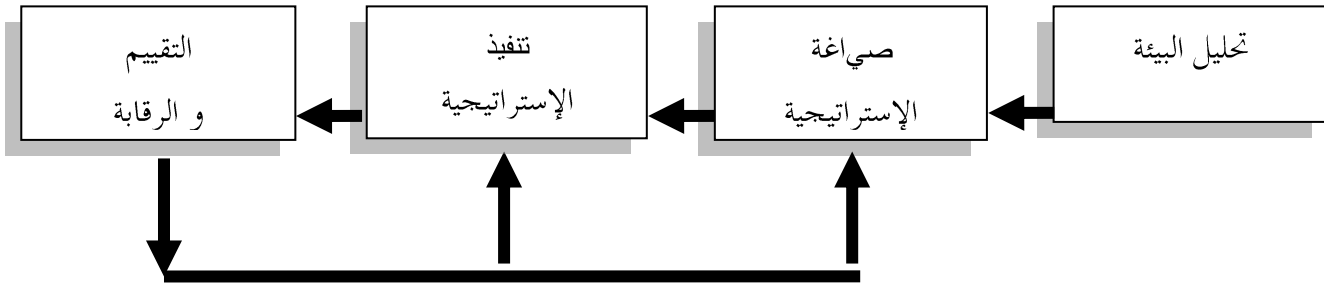 تحليل البيئة
صياغة
الإستراتيجية
تنفيذ
الإستراتيجية
التقييم
و الرقابة